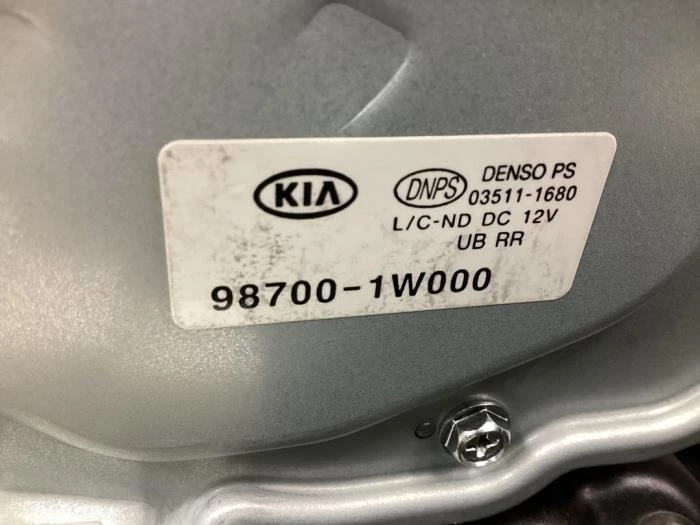 KIA
DNPS DENSO PS
03511-1680
L/C-ND DC 12V
UB RR
98700-1W000